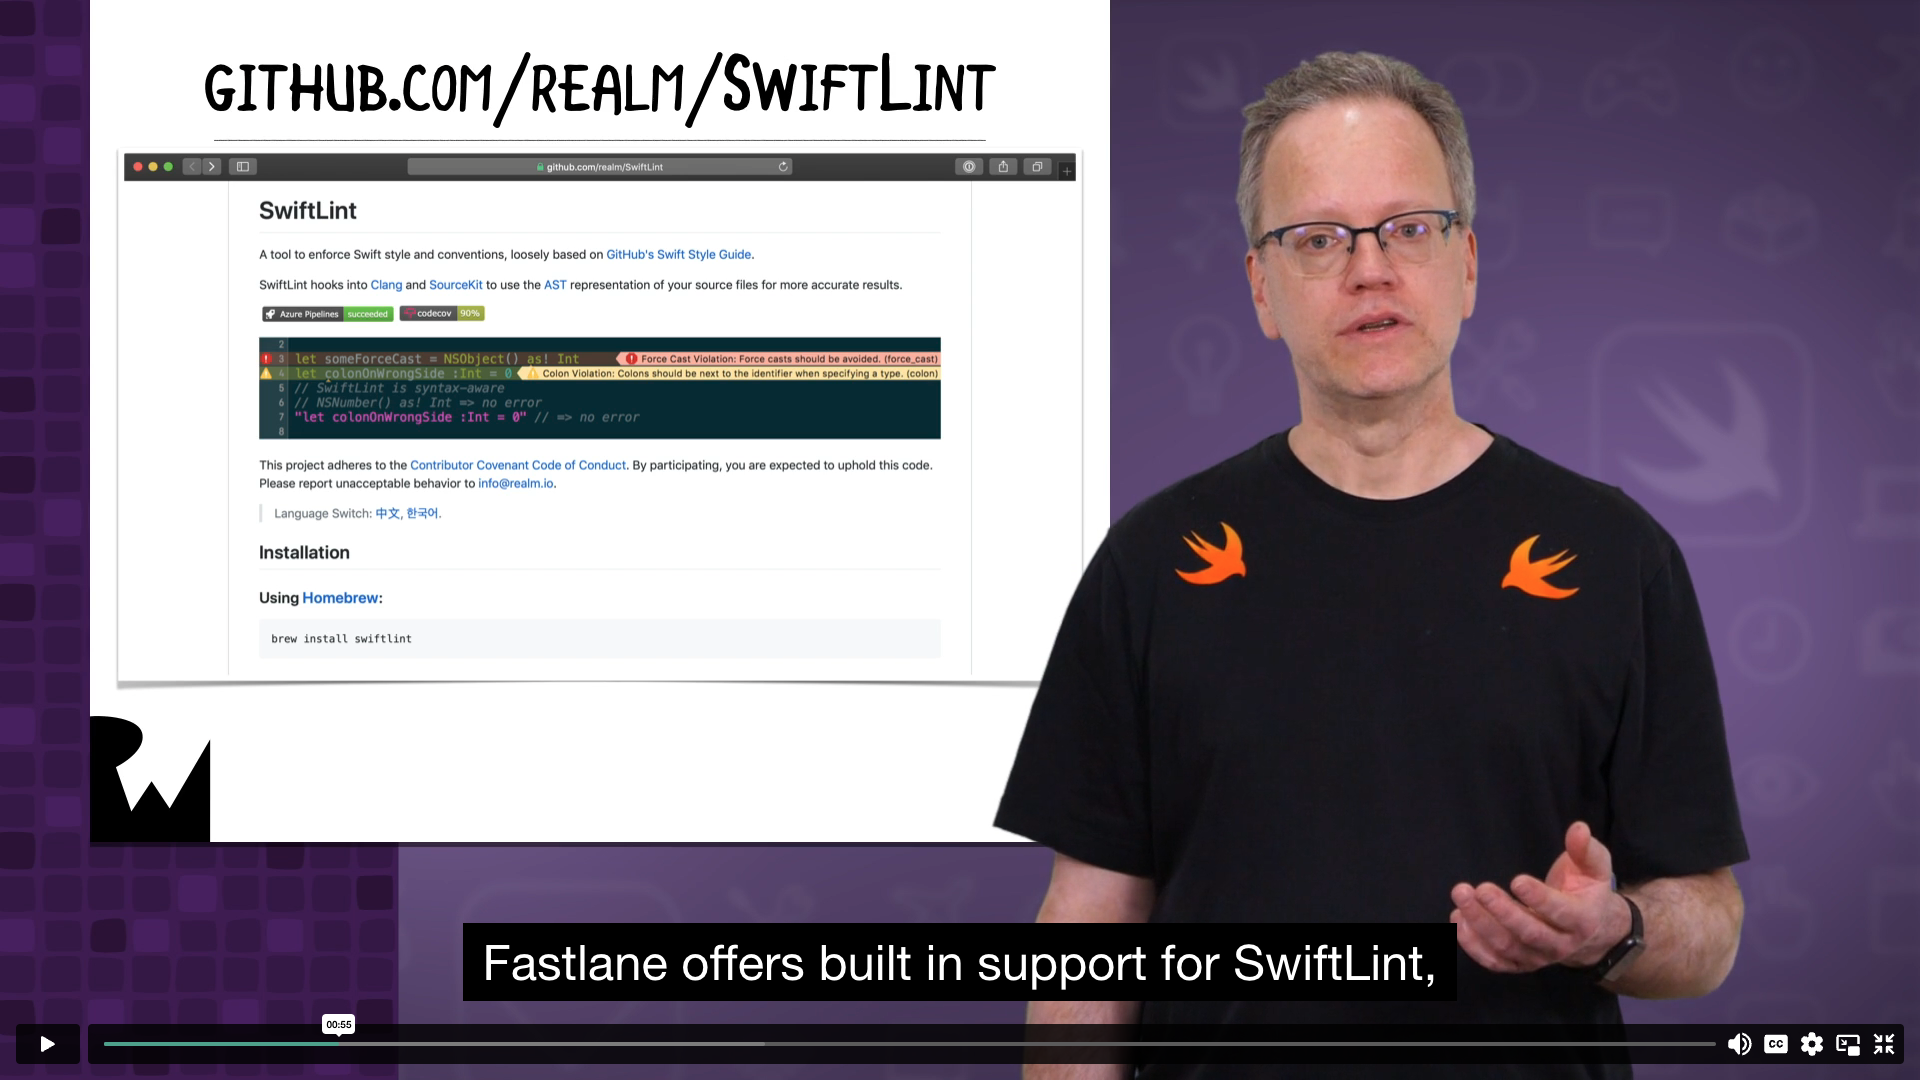 GITHUB.COM/REALM/SWIFTLINT
github.com/realm/SwiftLint
SwiftLint
A tool to enforce Swift style and conventions, loosely based on GitHub's Swift Style Guide.
SwiftLint hooks into Clang and SourceKit to use the AST representation of your source files for more accurate results.
Azure Pipelines succeeded codecov 90%
2
3 let someForceCast = NSObject() as! Int Force Cast Violation: Force casts should be avoided. (force_cast)
4 let colonOnWrongSide :Int = 0 Colon Violation: Colons should be next to the identifier when specifying a type. (colon)
5 // SwiftLint is syntax-aware
6 // NSNumber() as! Int => no error
7 "let colonOnWrongSide :Int = 0" // => no error
8
This project adheres to the Contributor Covenant Code of Conduct. By participating, you are expected to uphold this code.
Please report unacceptable behavior to info@realm.io.
Language Switch: 中文, 한국어.
Installation
Using Homebrew:
brew install swiftlint
RW
Fastlane offers built in support for SwiftLint,
00:55
CC